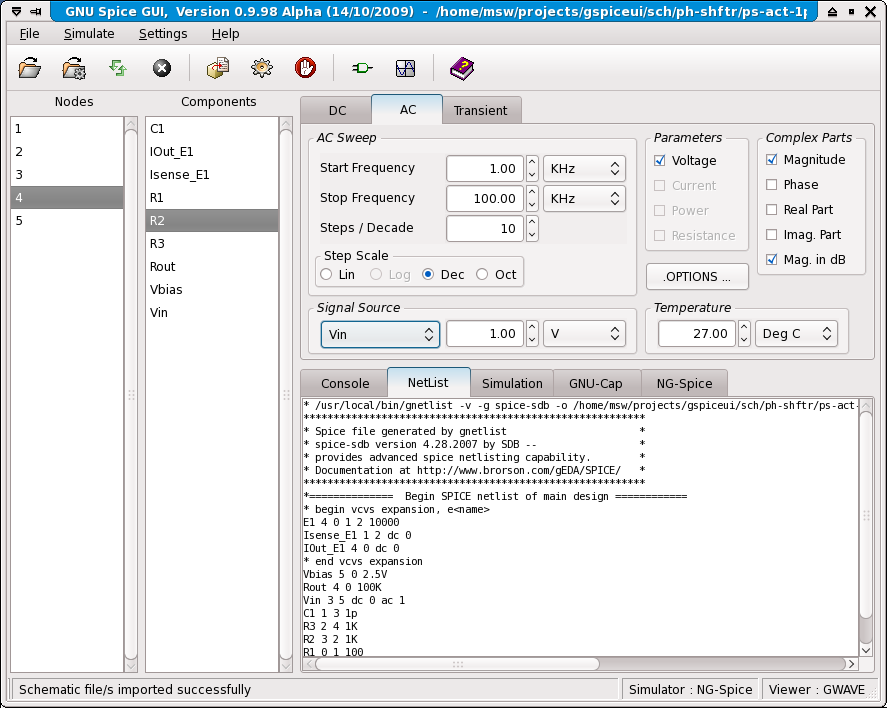 GNU Spice GUI, Version 0.9.98 Alpha (14/10/2009) - /home/msw/projects/gspiceui/sch/ph-shftr/ps-act-1p
File Simulate Settings Help
Nodes
1
2
3
4
5
Components
C1
IOut_E1
Isense_E1
R1
R2
R3
Rout
Vbias
Vin
DC AC Transient
AC Sweep
Start Frequency 1.00 KHz
Stop Frequency 100.00 KHz
Steps / Decade 10
Step Scale
Lin Log Dec Oct
Signal Source
Vin 1.00 V
Parameters
Voltage
Current
Power
Resistance
.OPTIONS ...
Complex Parts
Magnitude
Phase
Real Part
Imag. Part
Mag. in dB
Temperature
27.00 Deg C
Console NetList Simulation GNU-Cap NG-Spice
* /usr/local/bin/gnetlist -v -g spice-sdb -o /home/msw/projects/gspiceui/sch/ph-shftr/ps-act-
*********************************************************
* Spice file generated by gnetlist *
* spice-sdb version 4.28.2007 by SDB -- *
* provides advanced spice netlisting capability. *
* Documentation at http://www.brorson.com/gEDA/SPICE/ *
*********************************************************
*============== Begin SPICE netlist of main design ============
* begin vcvs expansion, e<name>
E1 4 0 1 2 10000
Isense_E1 1 2 dc 0
IOut_E1 4 0 dc 0
* end vcvs expansion
Vbias 5 0 2.5V
Rout 4 0 100K
Vin 3 5 dc 0 ac 1
C1 1 3 1p
R3 2 4 1K
R2 3 2 1K
R1 0 1 100
Schematic file/s imported successfully
Simulator : NG-Spice
Viewer : GWAVE